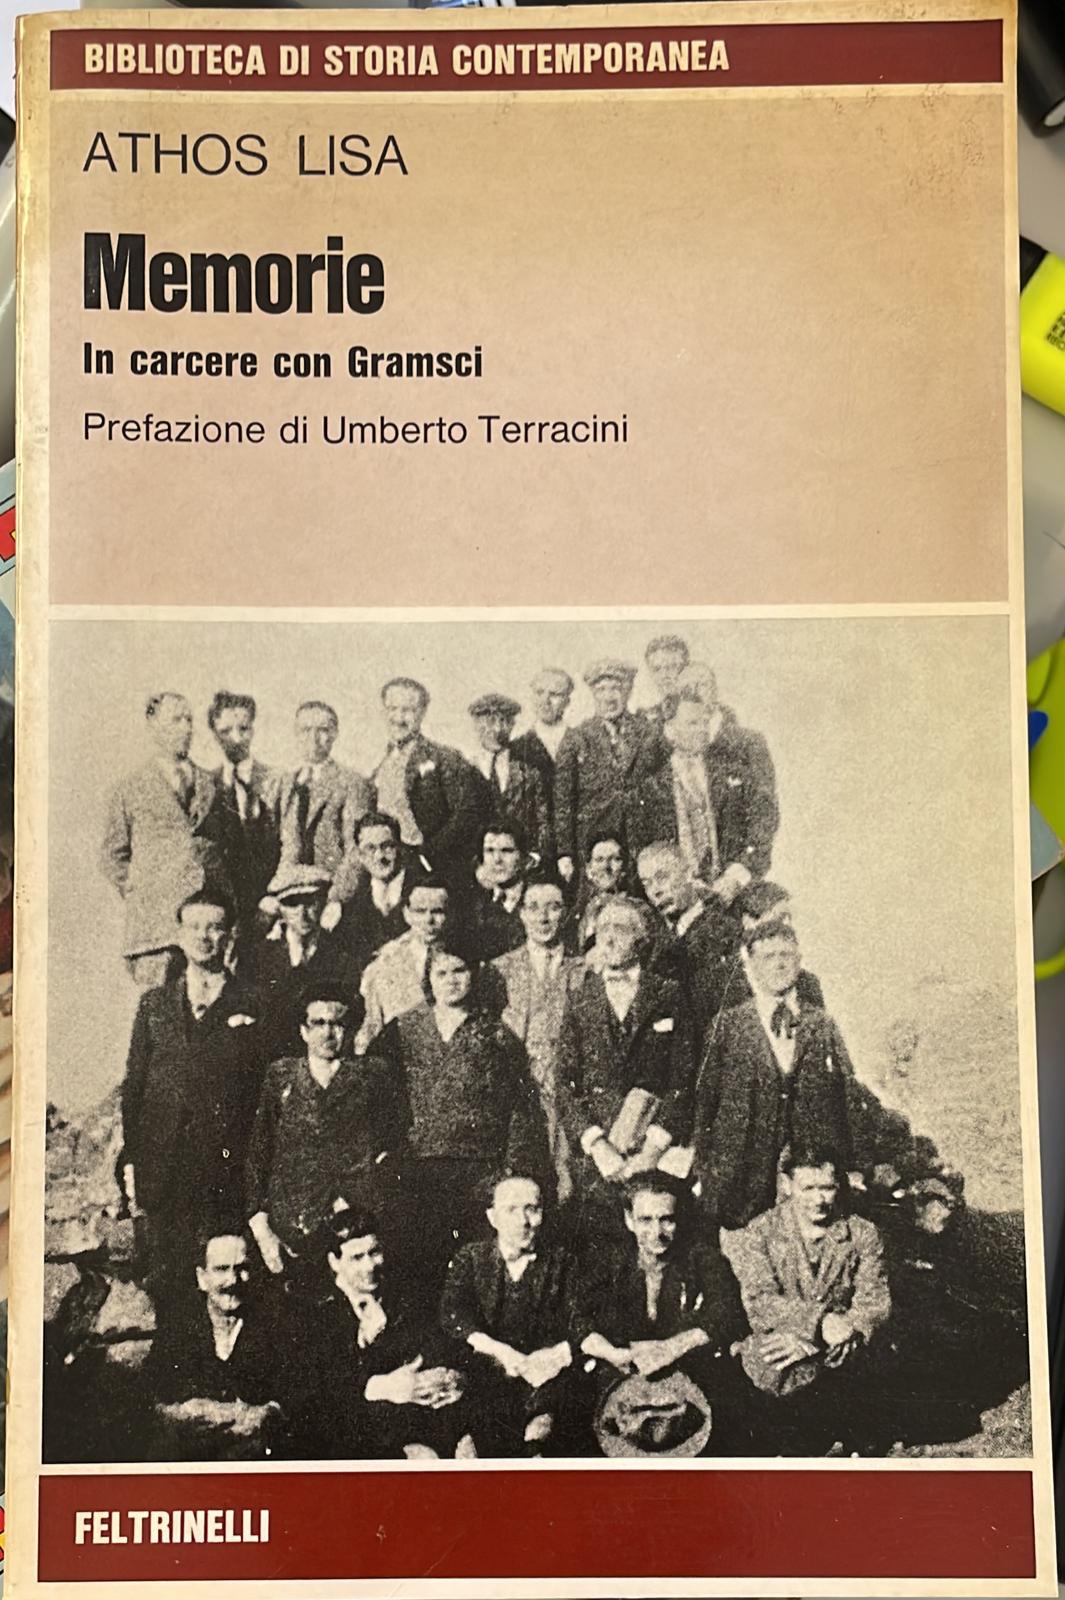 BIBLIOTECA DI STORIA CONTEMPORANEA
ATHOS LISA
Memorie
In carcere con Gramsci
Prefazione di Umberto Terracini
FELTRINELLI